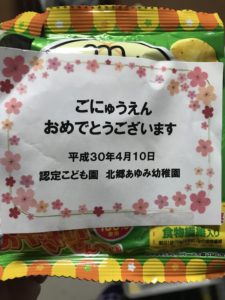 ごにゅうえん
おめでとうございます
平成30年4月10日
認定こども園 北郷あゆみ幼稚園
食物繊維入り